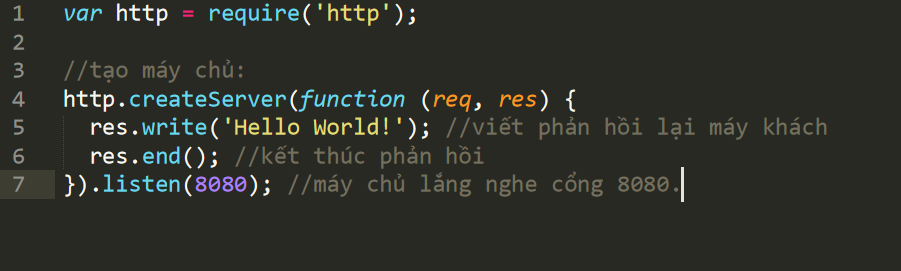 1 var http = require('http');
2
3 //tạo máy chủ:
4 http.createServer(function (req, res) {
5   res.write('Hello World!'); //viết phản hồi lại máy khách
6   res.end(); //kết thúc phản hồi
7 }).listen(8080); //máy chủ lắng nghe cổng 8080.